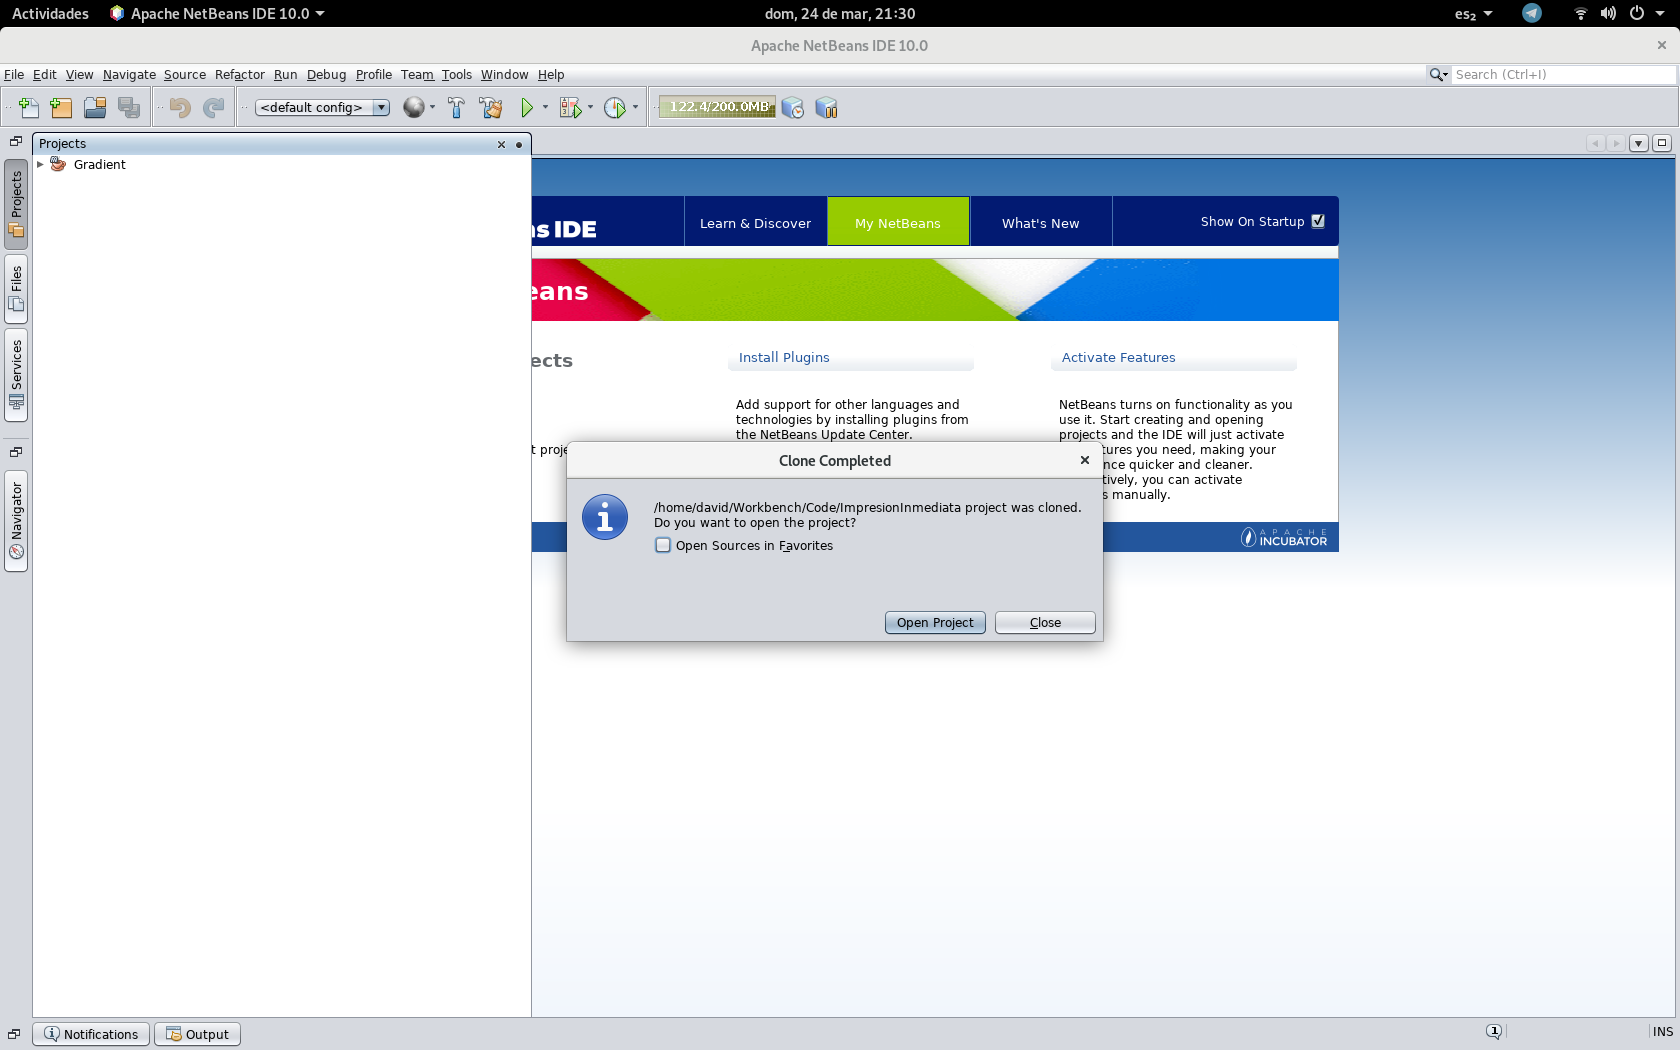 Actividades
Apache NetBeans IDE 10.0
dom, 24 de mar, 21:30
es₂
Apache NetBeans IDE 10.0
File Edit View Navigate Source Refactor Run Debug Profile Team Tools Window Help
Search (Ctrl+I)
<default config>
122.4/200.0MB
Projects
Gradient
Projects
Files
Services
Navigator
ns IDE
Learn & Discover
My NetBeans
What's New
Show On Startup
eans
ects
t proje
Install Plugins
Add support for other languages and
technologies by installing plugins from
the NetBeans Update Center.
Activate Features
NetBeans turns on functionality as you
use it. Start creating and opening
projects and the IDE will just activate
tures you need, making your
nce quicker and cleaner.
tively, you can activate
s manually.
APACHE
INCUBATOR
Clone Completed
/home/david/Workbench/Code/ImpresionInmediata project was cloned.
Do you want to open the project?
Open Sources in Favorites
Open Project
Close
Notifications
Output
1
INS